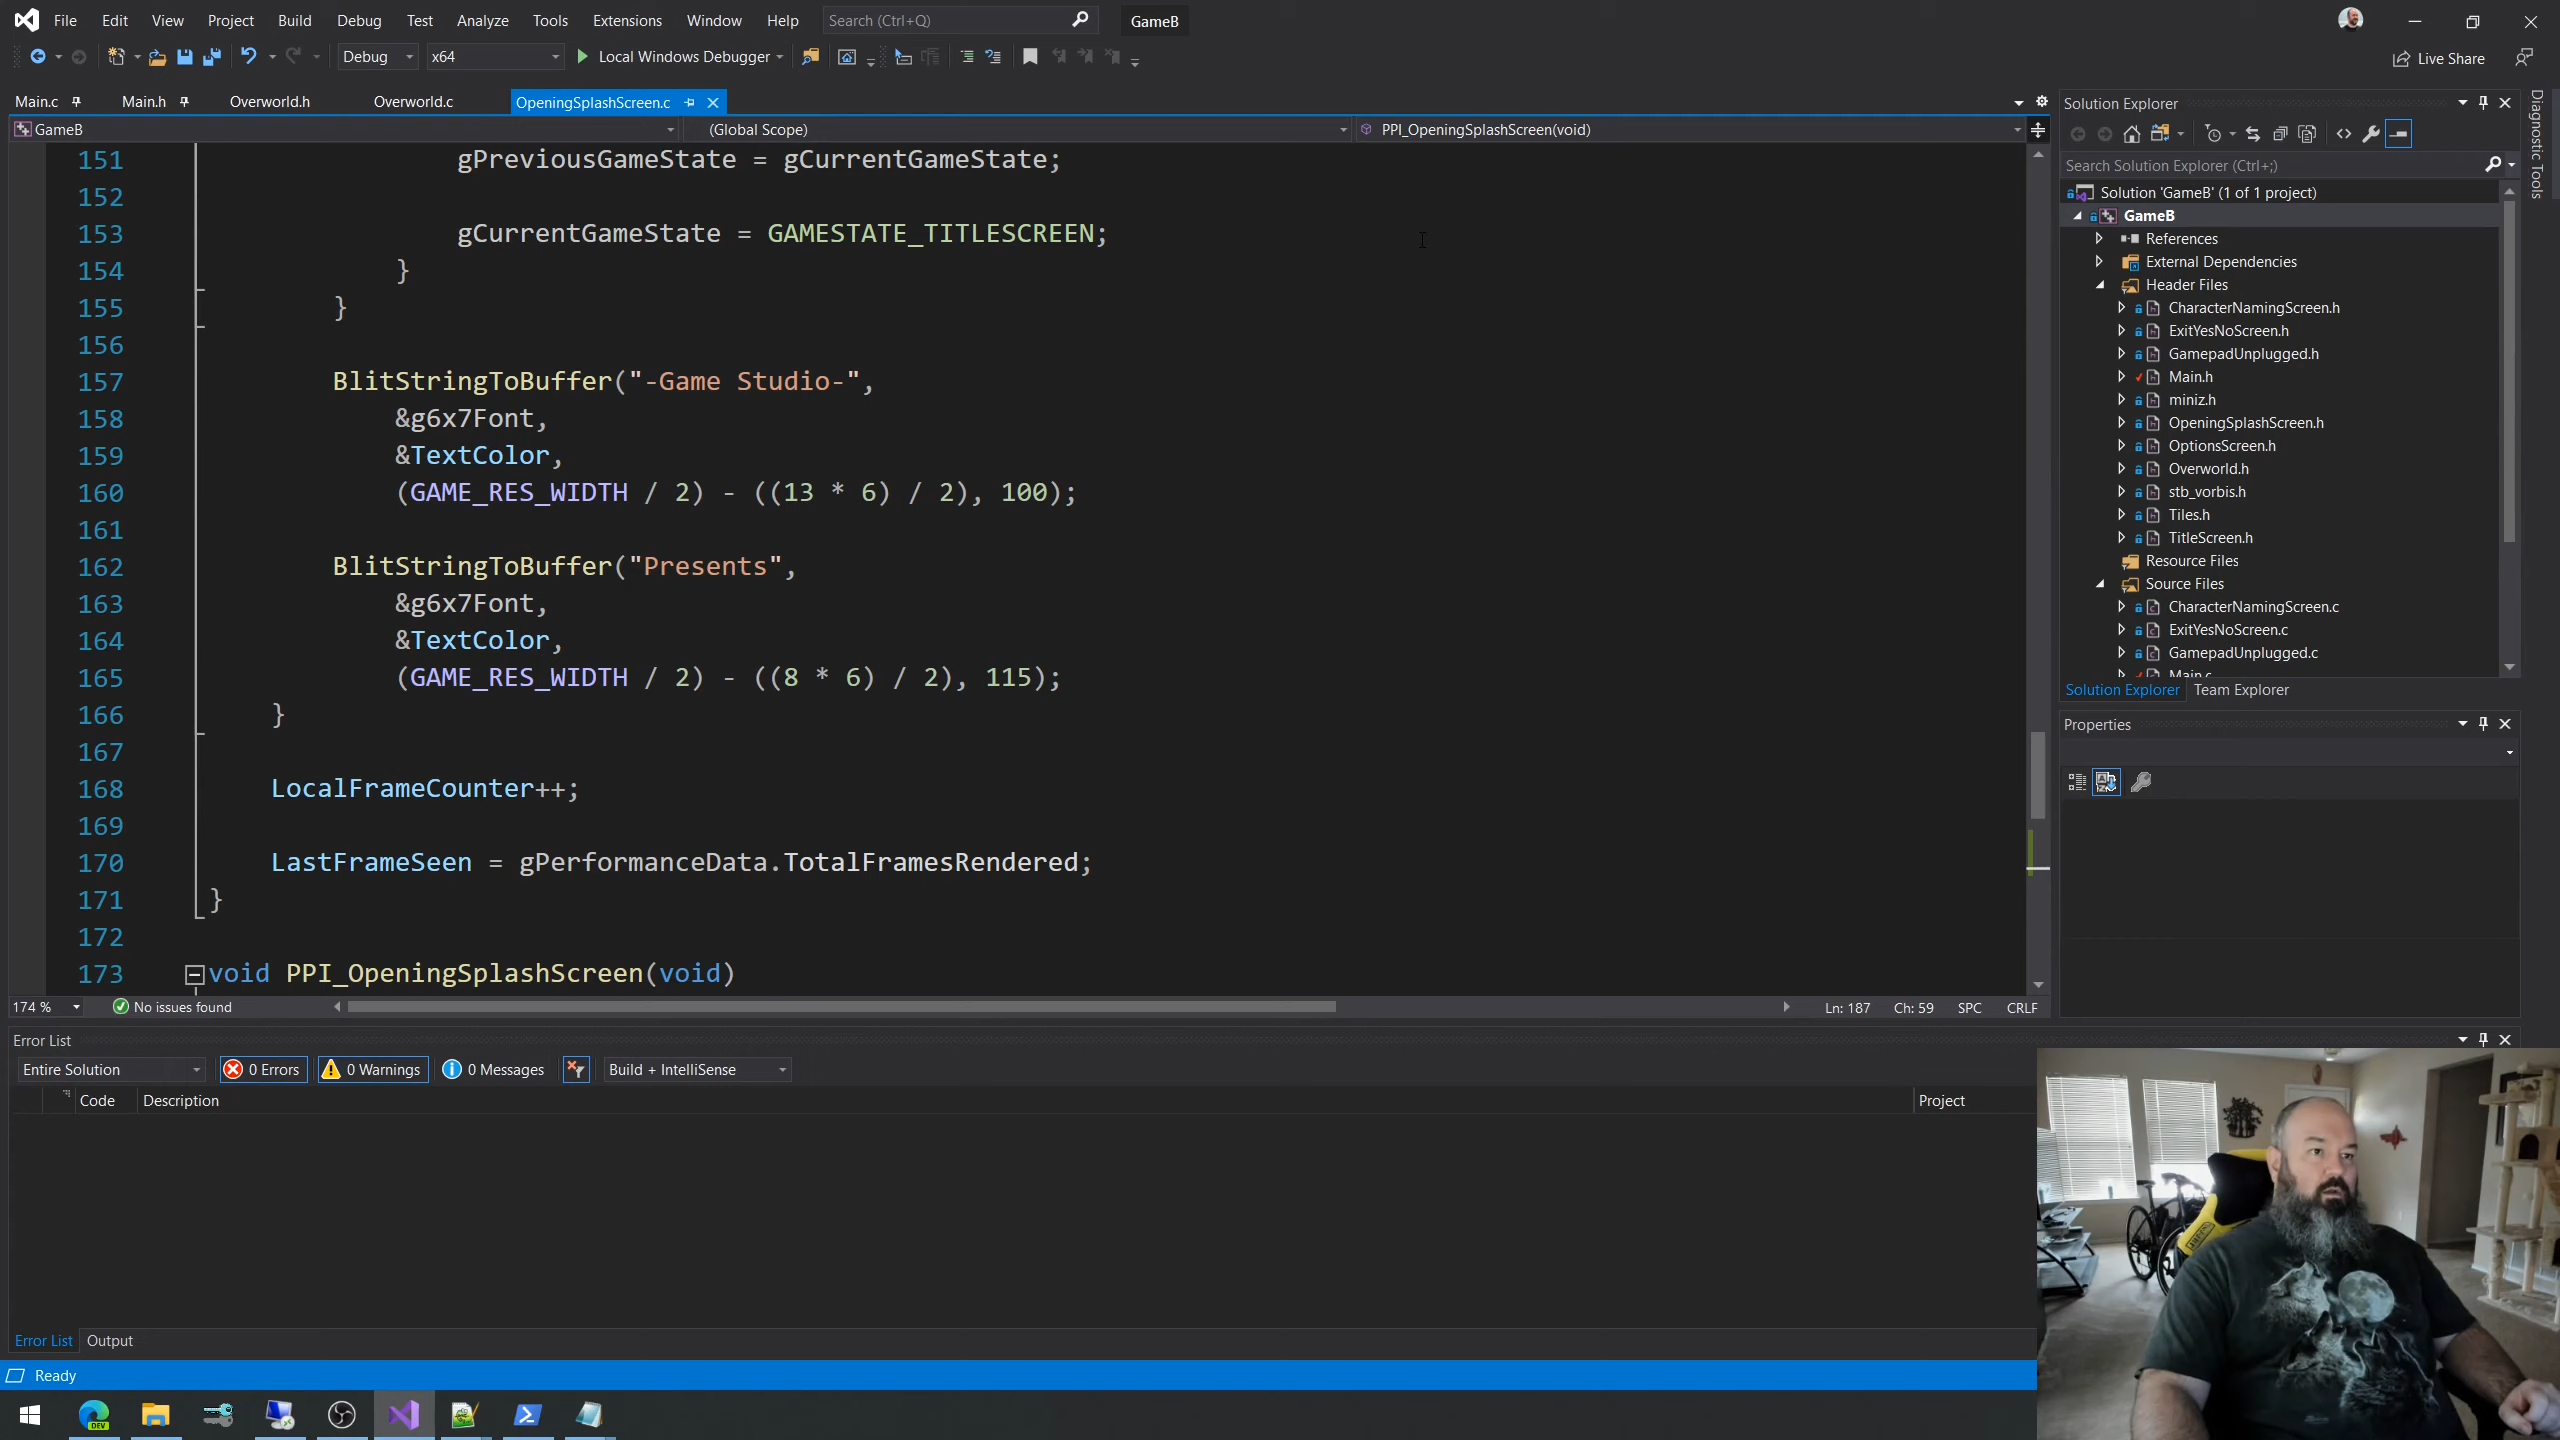 File Edit View Project Build Debug Test Analyze Tools Extensions Window Help Search (Ctrl+Q) GameB
Debug x64 Local Windows Debugger Live Share
Main.c Main.h Overworld.h Overworld.c OpeningSplashScreen.c
GameB (Global Scope) PPI_OpeningSplashScreen(void)
151 gPreviousGameState = gCurrentGameState;
152
153 gCurrentGameState = GAMESTATE_TITLESCREEN;
154 }
155 }
156
157 BlitStringToBuffer("-Game Studio-",
158 &g6x7Font,
159 &TextColor,
160 (GAME_RES_WIDTH / 2) - ((13 * 6) / 2), 100);
161
162 BlitStringToBuffer("Presents",
163 &g6x7Font,
164 &TextColor,
165 (GAME_RES_WIDTH / 2) - ((8 * 6) / 2), 115);
166 }
167
168 LocalFrameCounter++;
169
170 LastFrameSeen = gPerformanceData.TotalFramesRendered;
171 }
172
173 void PPI_OpeningSplashScreen(void)
174 % No issues found Ln: 187 Ch: 59 SPC CRLF
Error List
Entire Solution 0 Errors 0 Warnings 0 Messages Build + IntelliSense
Code Description Project
Error List Output
Ready
Solution Explorer
Search Solution Explorer (Ctrl+;)
Solution 'GameB' (1 of 1 project)
GameB
References
External Dependencies
Header Files
CharacterNamingScreen.h
ExitYesNoScreen.h
GamepadUnplugged.h
Main.h
miniz.h
OpeningSplashScreen.h
OptionsScreen.h
Overworld.h
stb_vorbis.h
Tiles.h
TitleScreen.h
Resource Files
Source Files
CharacterNamingScreen.c
ExitYesNoScreen.c
GamepadUnplugged.c
Main.c
Solution Explorer Team Explorer
Properties
Diagnostic Tools
DEV